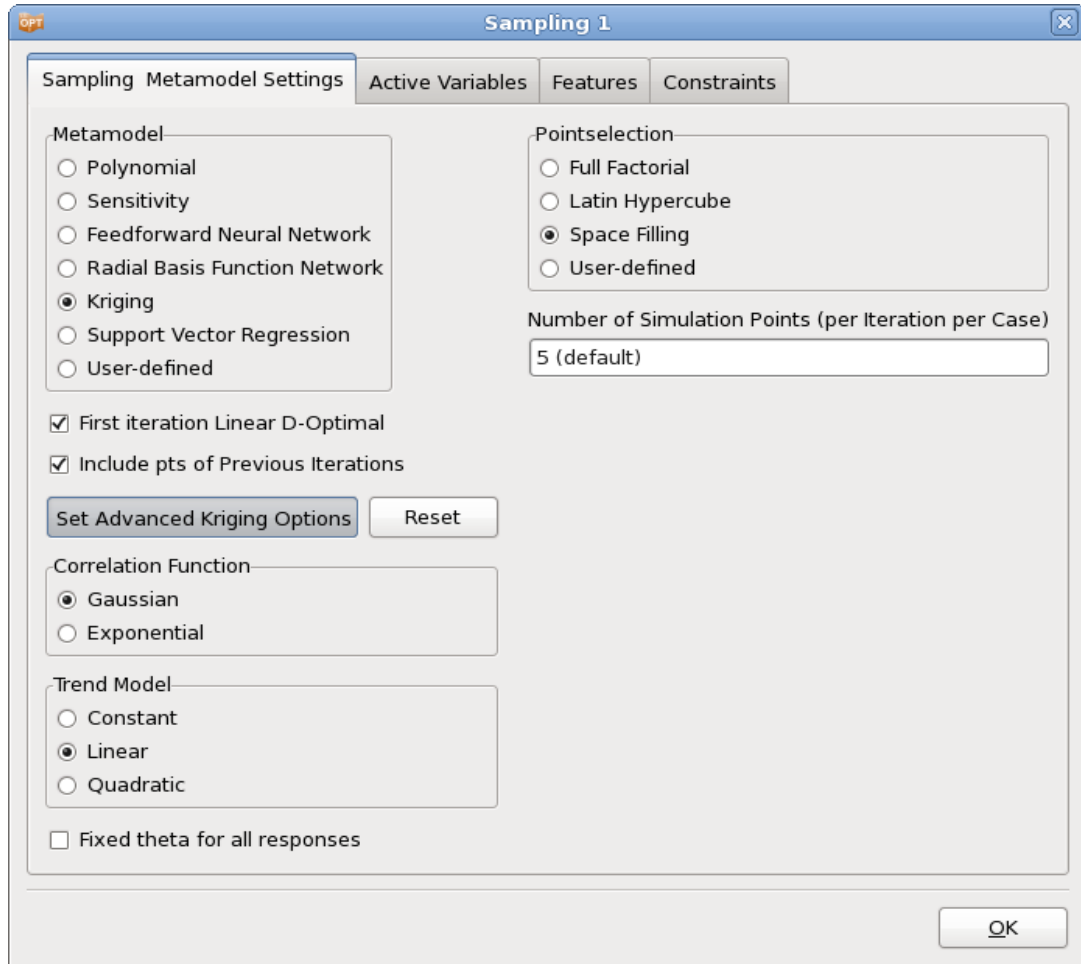 OPT
Sampling 1
Sampling Metamodel Settings
Active Variables
Features
Constraints
Metamodel
Polynomial
Sensitivity
Feedforward Neural Network
Radial Basis Function Network
Kriging
Support Vector Regression
User-defined
Pointselection
Full Factorial
Latin Hypercube
Space Filling
User-defined
Number of Simulation Points (per Iteration per Case)
5 (default)
First iteration Linear D-Optimal
Include pts of Previous Iterations
Set Advanced Kriging Options
Reset
Correlation Function
Gaussian
Exponential
Trend Model
Constant
Linear
Quadratic
Fixed theta for all responses
OK